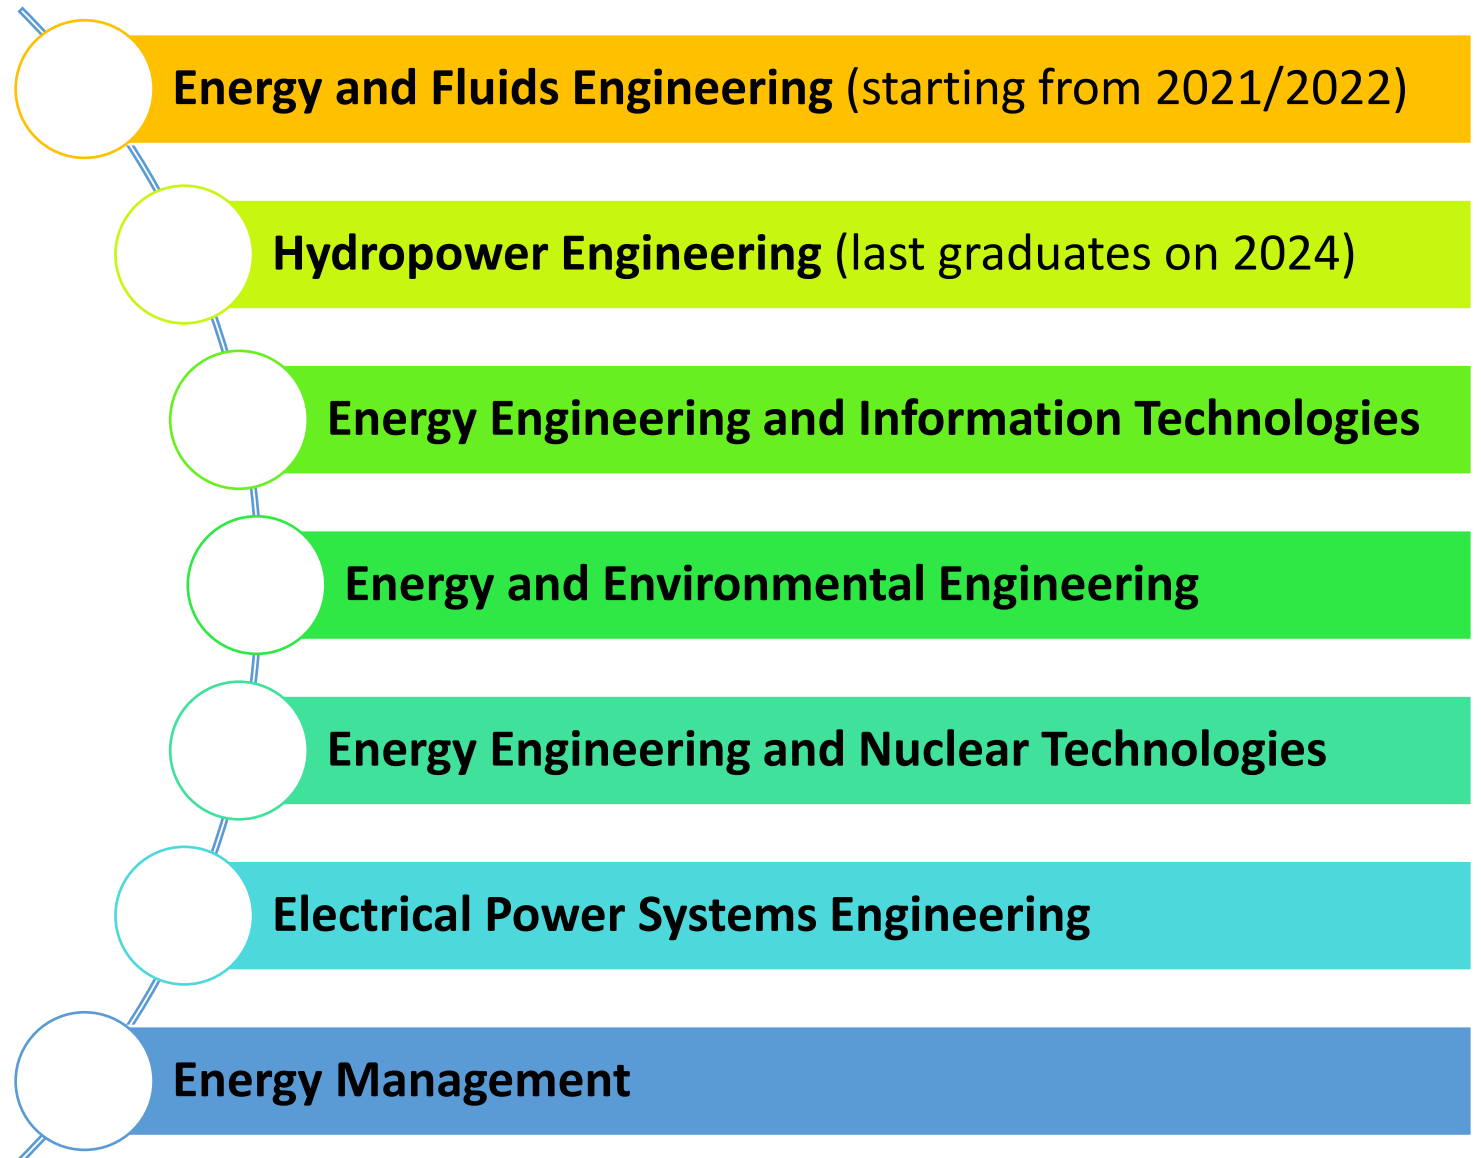 Energy and Fluids Engineering (starting from 2021/2022)
Hydropower Engineering (last graduates on 2024)
Energy Engineering and Information Technologies
Energy and Environmental Engineering
Energy Engineering and Nuclear Technologies
Electrical Power Systems Engineering
Energy Management